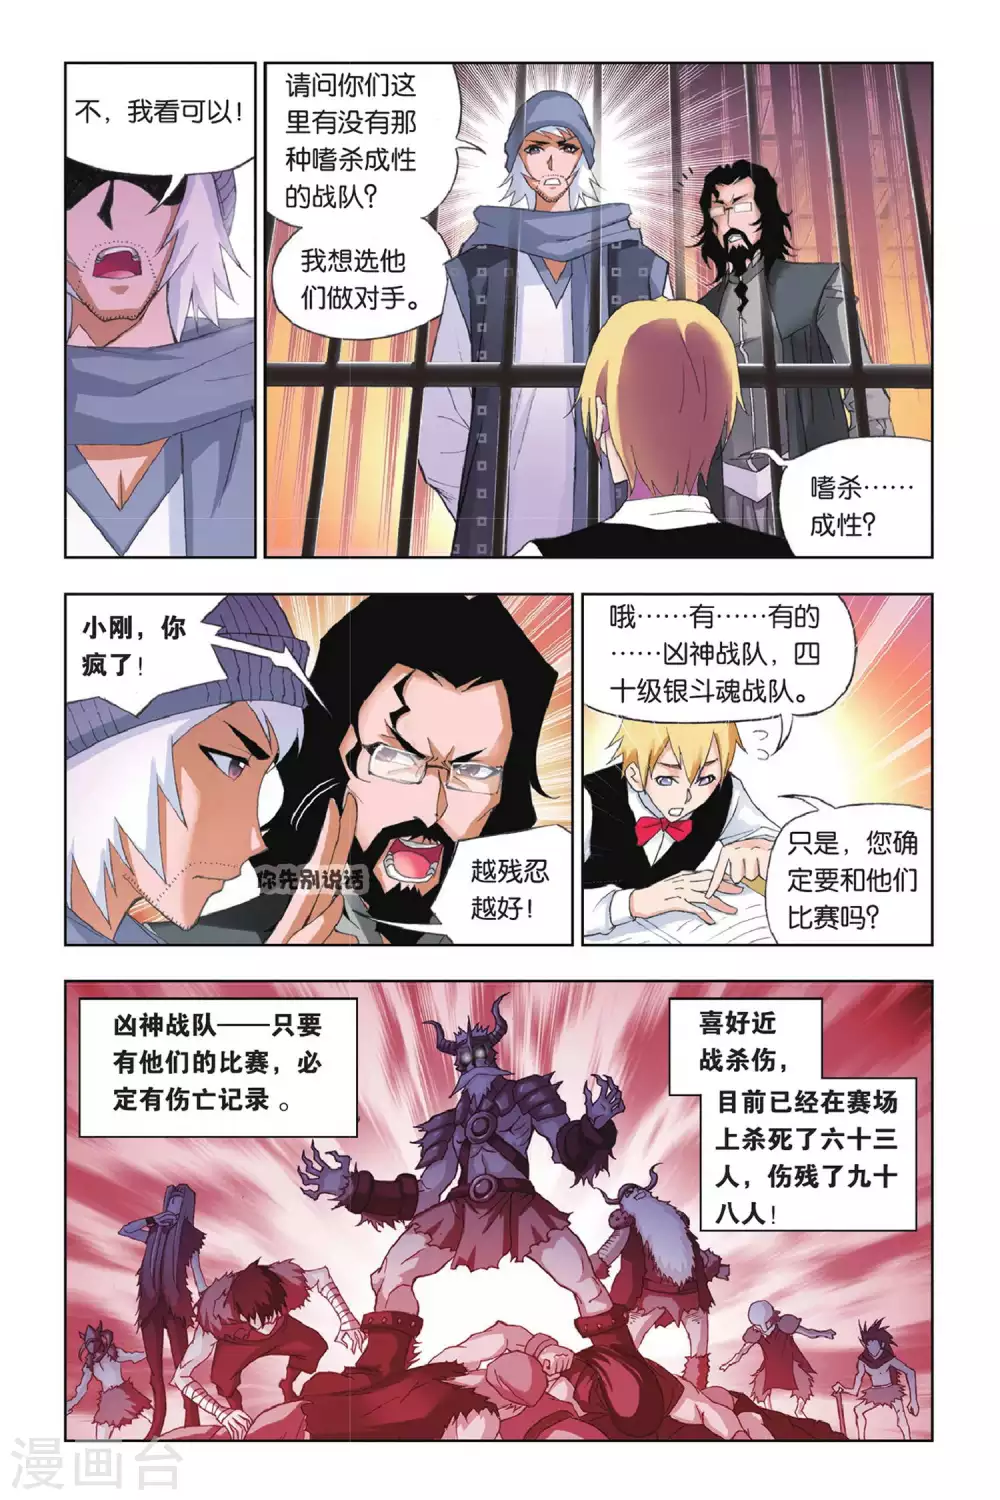 不，我看可以！
请问你们这
里有没有那
种嗜杀成性
的战队？
我想选他
们做对手。
嗜杀……
成性？
小刚，你
疯了！
你先别说话
越残忍
越好！
哦……有……有的
……凶神战队，四
十级银斗魂战队。
只是，您确
定要和他们
比赛吗？
凶神战队——只要
有他们的比赛，必
定有伤亡记录。
喜好近
战杀伤，
目前已经在赛场
上杀死了六十三
人，伤残了九十
八人！
漫画台